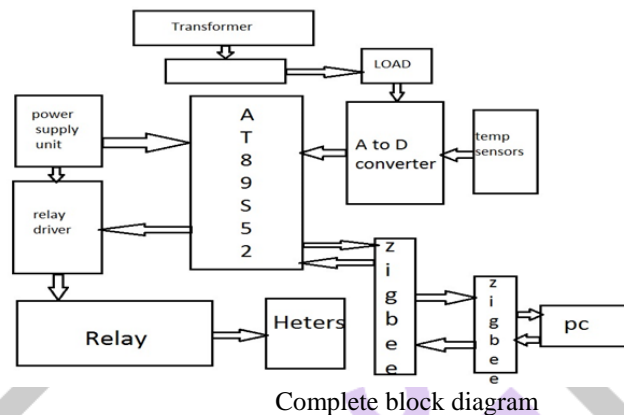 Transformer
LOAD
power
supply
unit
A
T
8
9
S
5
2
A to D
converter
temp
sensors
relay
driver
z
i
g
b
e
e
z
i
g
b
e
e
pc
Relay
Heters
Complete block diagram